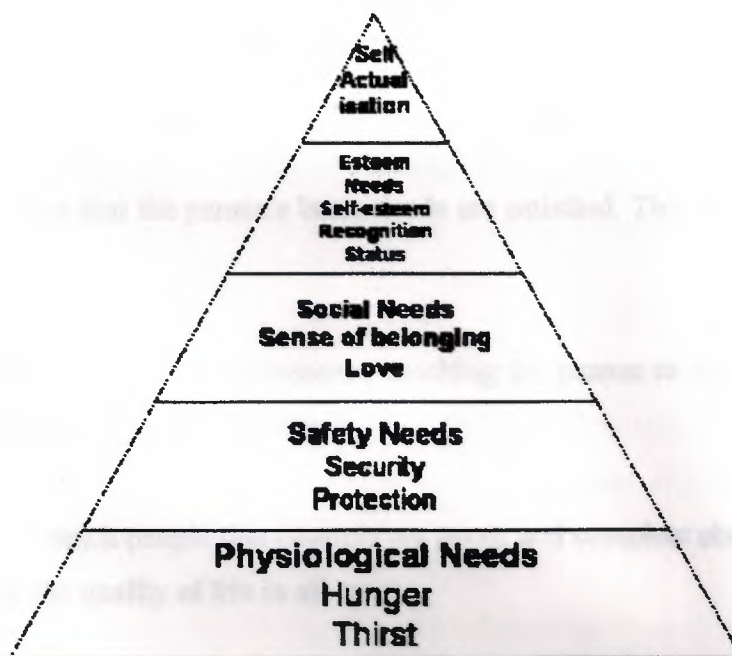 Self
Actual
isation
Esteem
Needs
Self-esteem
Recognition
Status
Social Needs
Sense of belonging
Love
Safety Needs
Security
Protection
Physiological Needs
Hunger
Thirst